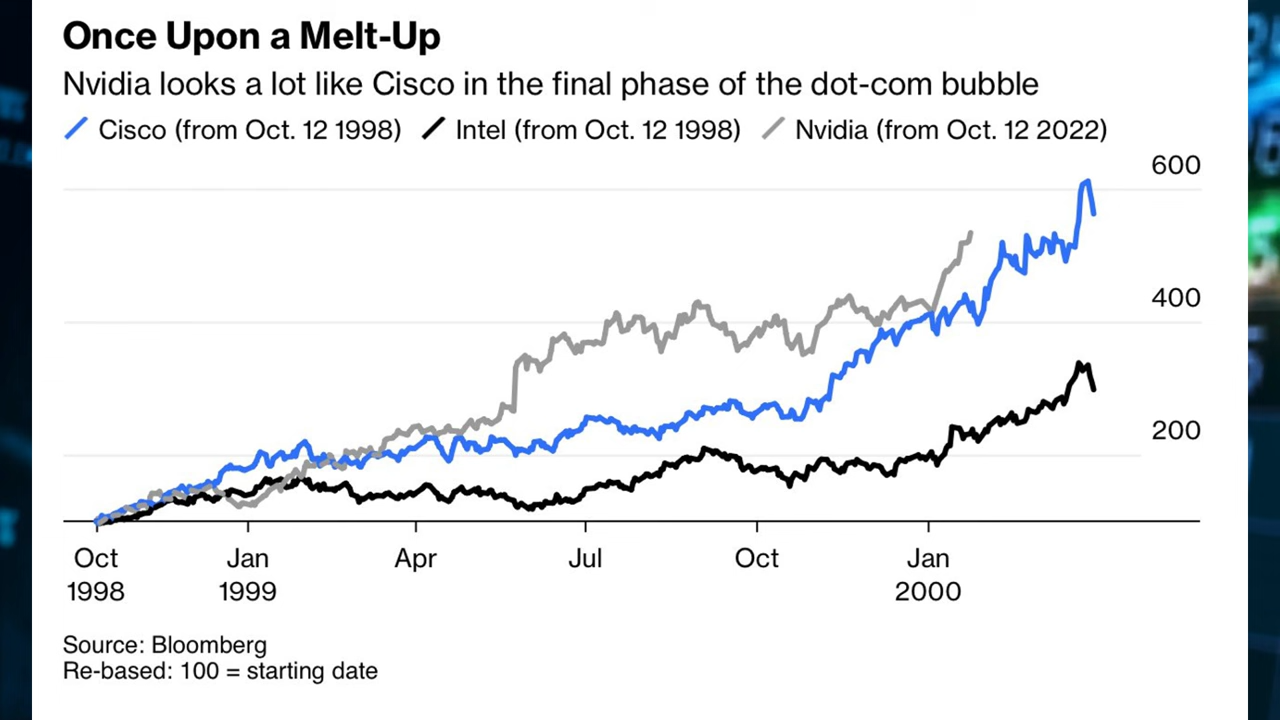 Once Upon a Melt-Up
Nvidia looks a lot like Cisco in the final phase of the dot-com bubble
Cisco (from Oct. 12 1998) Intel (from Oct. 12 1998) Nvidia (from Oct. 12 2022)
600
400
200
Oct Jan Apr Jul Oct Jan
1998 1999 2000
Source: Bloomberg
Re-based: 100 = starting date